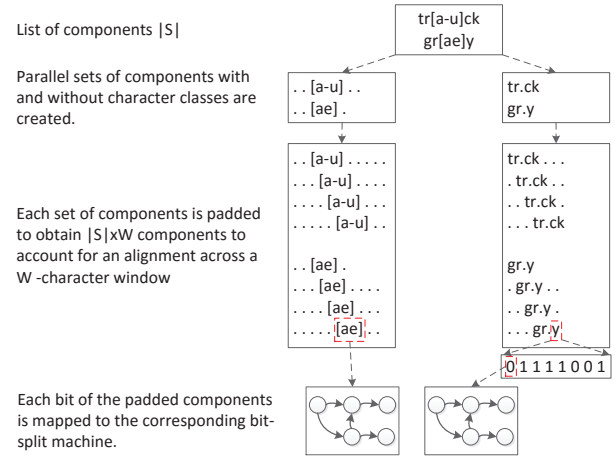 List of components |S|
tr[a-u]ck
gr[ae]y
Parallel sets of components with
and without character classes are
created.
. . [a-u] . .
. . [ae] .
tr.ck
gr.y
Each set of components is padded
to obtain |S|xW components to
account for an alignment across a
W -character window
. . [a-u] . . . . .
. . . [a-u] . . . .
. . . . [a-u] . . .
. . . . . [a-u] . .
. . [ae] .
. . . [ae] . . . .
. . . . [ae] . . .
. . . . . [ae] . .
tr.ck . . .
. tr.ck . .
. . tr.ck .
. . . tr.ck
gr.y
. gr.y . .
. . gr.y .
. . . gr.y
0 1 1 1 1 0 0 1
Each bit of the padded components
is mapped to the corresponding bit-
split machine.